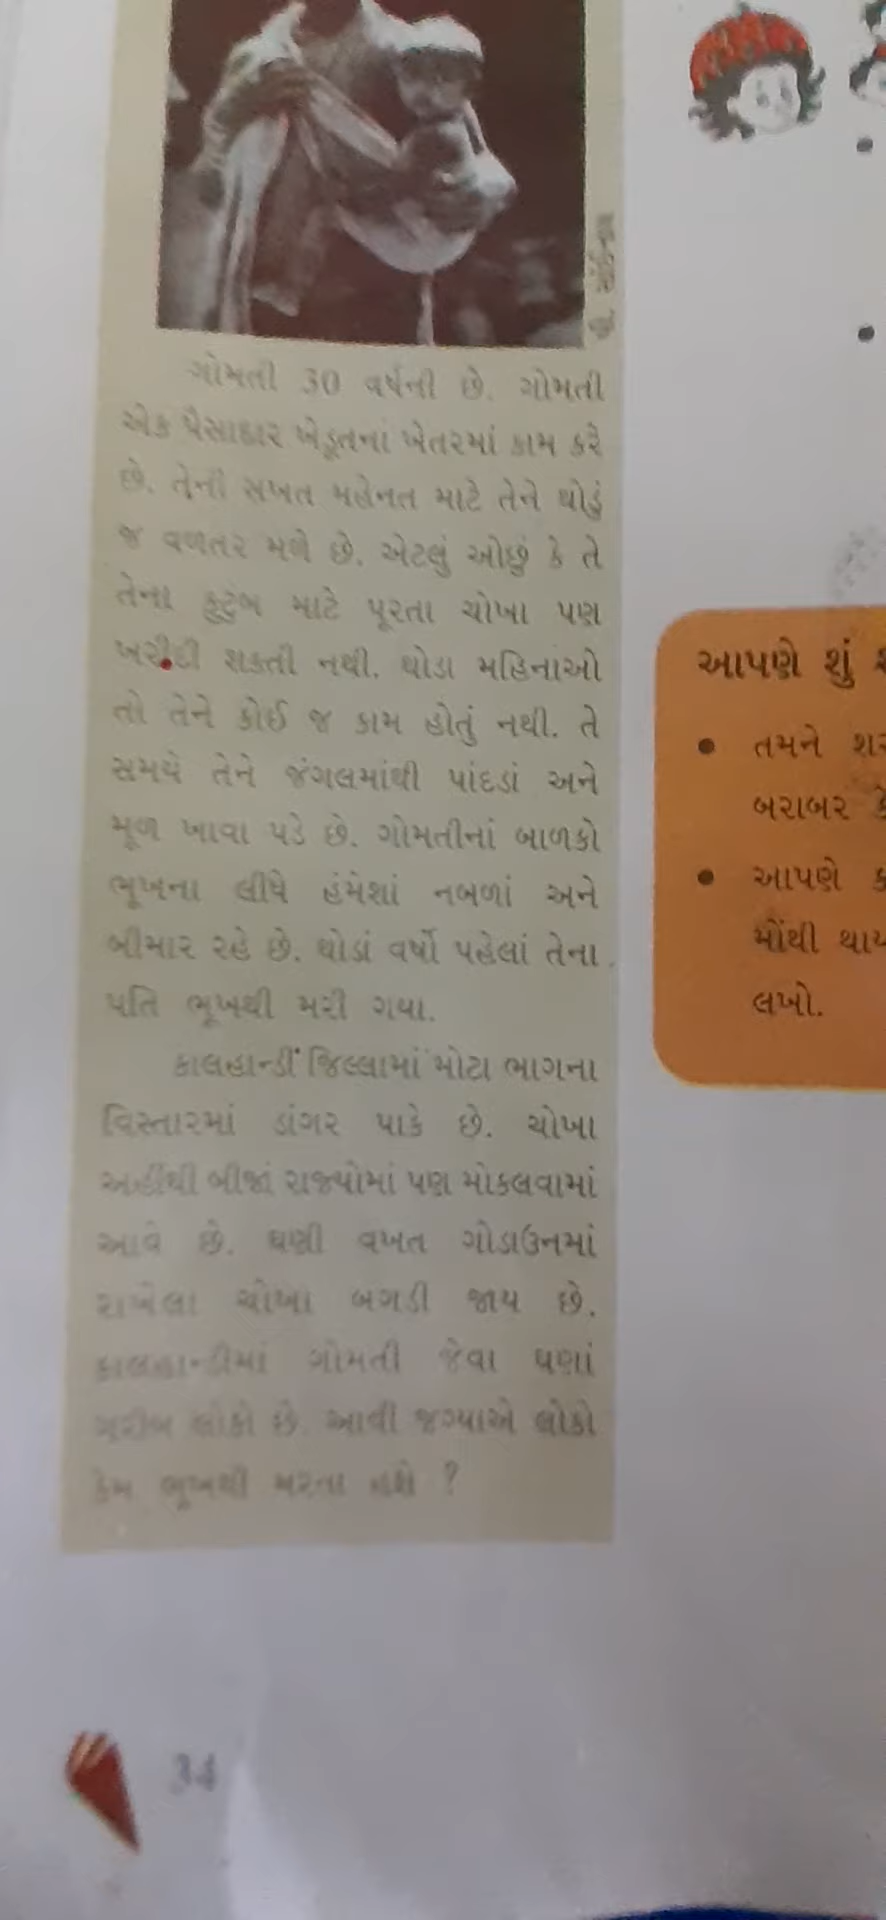 ગોમતી 30 વર્ષની છે. ગોમતી
એક પૈસાદાર ખેડૂતનાં ખેતરમાં કામ કરે
છે. તેની સખત મહેનત માટે તેને થોડું
જ વળતર મળે છે. એટલું ઓછું કે તે
તેના કુટુંબ માટે પૂરતા ચોખા પણ
ખરીદી શકતી નથી. થોડા મહિનાઓ
તો તેને કોઈ જ કામ હોતું નથી. તે
સમયે તેને જંગલમાંથી પાંદડાં અને
મૂળ ખાવા પડે છે. ગોમતીનાં બાળકો
ભૂખના લીધે હંમેશાં નબળાં અને
બીમાર રહે છે. થોડાં વર્ષો પહેલાં તેના
પતિ ભૂખથી મરી ગયા.
કાલહાન્ડીં જિલ્લામાં મોટા ભાગના
વિસ્તારમાં ડાંગર પાકે છે. ચોખા
અહીંથી બીજાં રાજ્યોમાં પણ મોકલવામાં
આવે છે. ઘણી વખત ગોડાઉનમાં
રાખેલા ચોખા બગડી જાય છે.
કાલહાન્ડીમાં ગોમતી જેવા ઘણાં
ગરીબ લોકો છે. આવી જગ્યાએ લોકો
કેમ ભૂખથી મરતા હશે ?
34
આપણે શું
તમને
બરાબર
આપણે
મોંથી થાય
લખો.